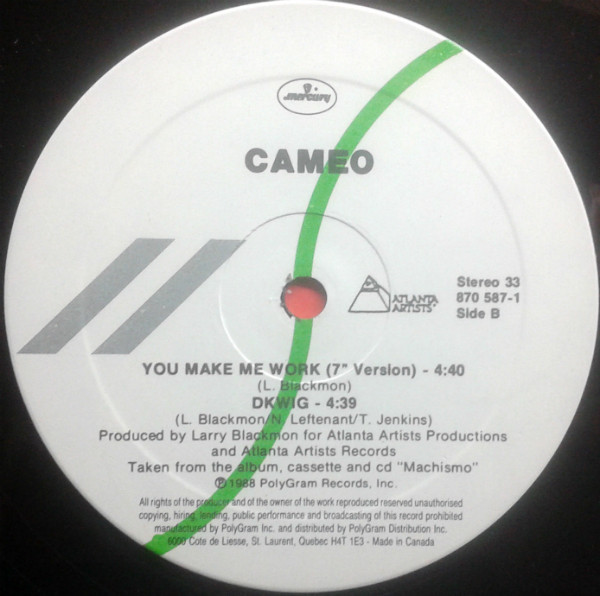 mercury
CAMEO
ATLANTA
ARTISTS
Stereo 33
870 587-1
Side B
YOU MAKE ME WORK (7" Version) - 4:40
(L. Blackmon)
DKWIG - 4:39
(L. Blackmon/N. Leftenant/T. Jenkins)
Produced by Larry Blackmon for Atlanta Artists Productions
and Atlanta Artists Records
Taken from the album, cassette and cd "Machismo"
℗1988 PolyGram Records, Inc.
All rights of the producer and of the owner of the work reproduced reserved unauthorised
copying, hiring, lending, public performance and broadcasting of this record prohibited
manufactured by PolyGram Inc. and distributed by PolyGram Distribution Inc.
6000 Cote de Liesse, St. Laurent, Quebec H4T 1E3 - Made in Canada